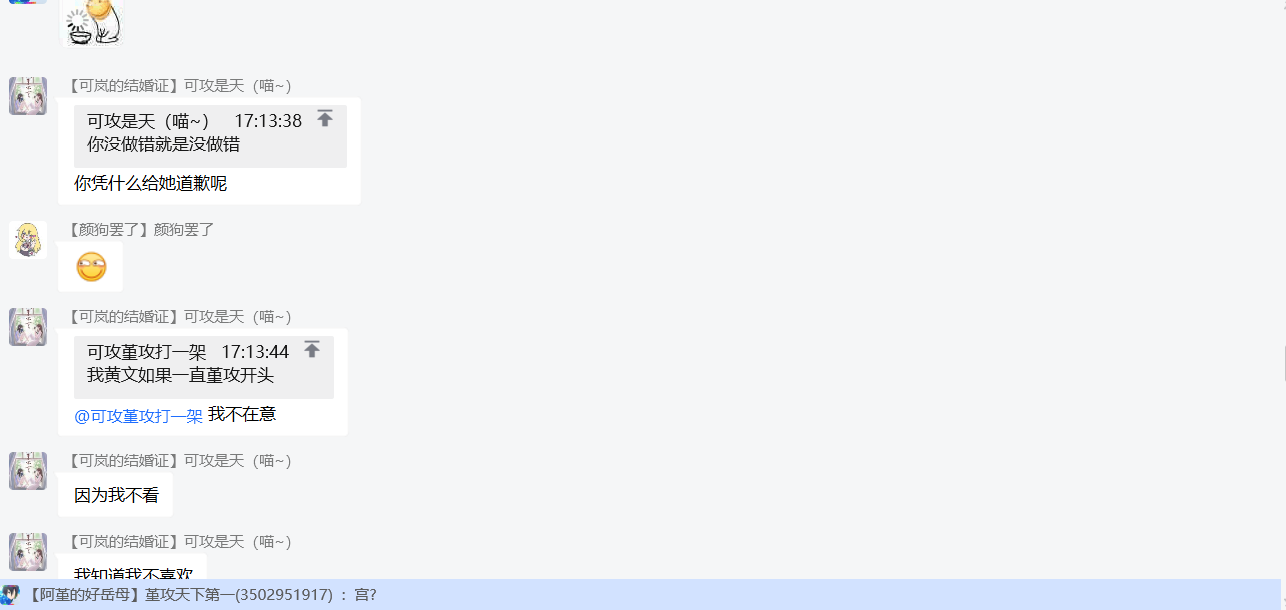 【可岚的结婚证】可攻是天（喵~）
可攻是天（喵~） 17:13:38
你没做错就是没做错
你凭什么给她道歉呢
【颜狗罢了】颜狗罢了
【可岚的结婚证】可攻是天（喵~）
可攻堇攻打一架 17:13:44
我黄文如果一直堇攻开头
@可攻堇攻打一架 我不在意
【可岚的结婚证】可攻是天（喵~）
因为我不看
【可岚的结婚证】可攻是天（喵~）
我知道我不喜欢
【阿堇的好岳母】堇攻天下第一(3502951917) ：宫?